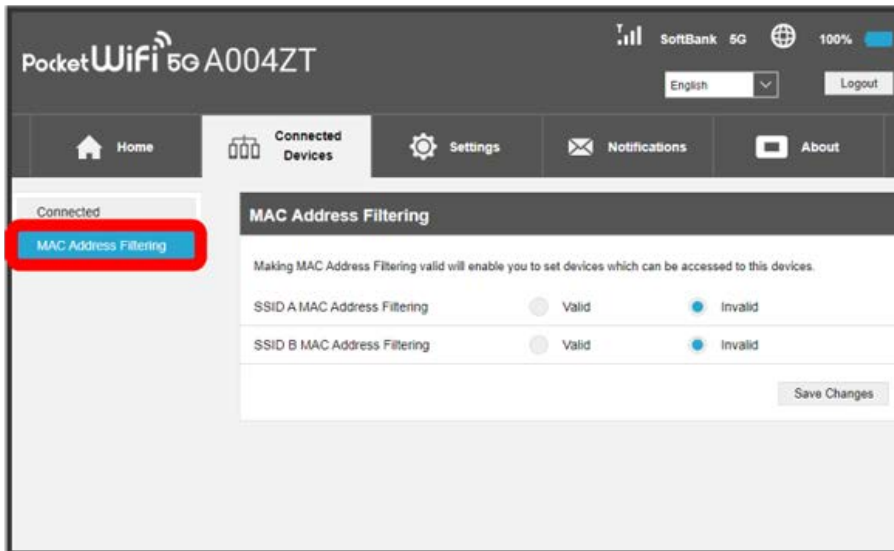 SoftBank 5G 100%
Pocket WiFi 5G A004ZT
English Logout
Home Connected Devices Settings Notifications About
Connected
MAC Address Filtering
MAC Address Filtering
Making MAC Address Filtering valid will enable you to set devices which can be accessed to this devices.
SSID A MAC Address Filtering Valid Invalid
SSID B MAC Address Filtering Valid Invalid
Save Changes